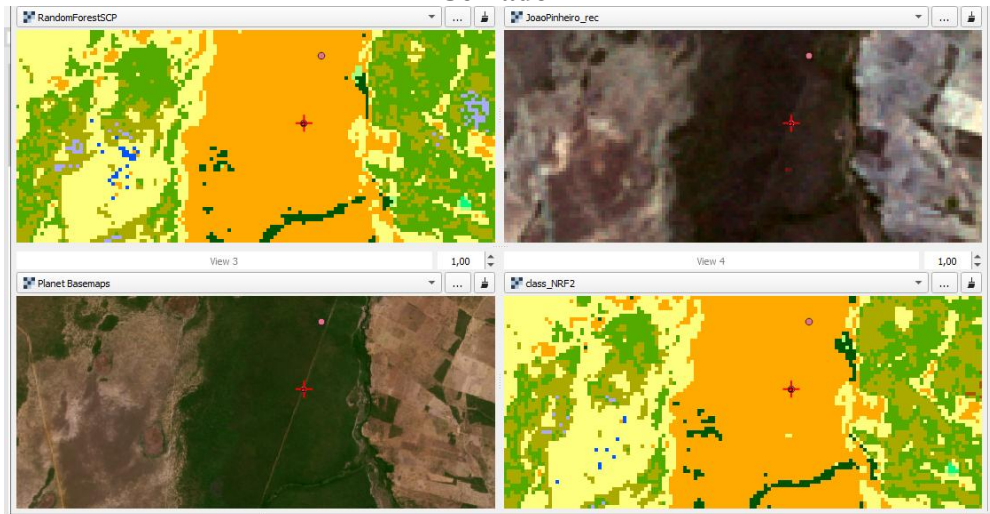 RandomForestSCP
...
JoaoPinheiro_rec
...
View 3
1,00
View 4
1,00
Planet Basemaps
...
class_NRF2
...